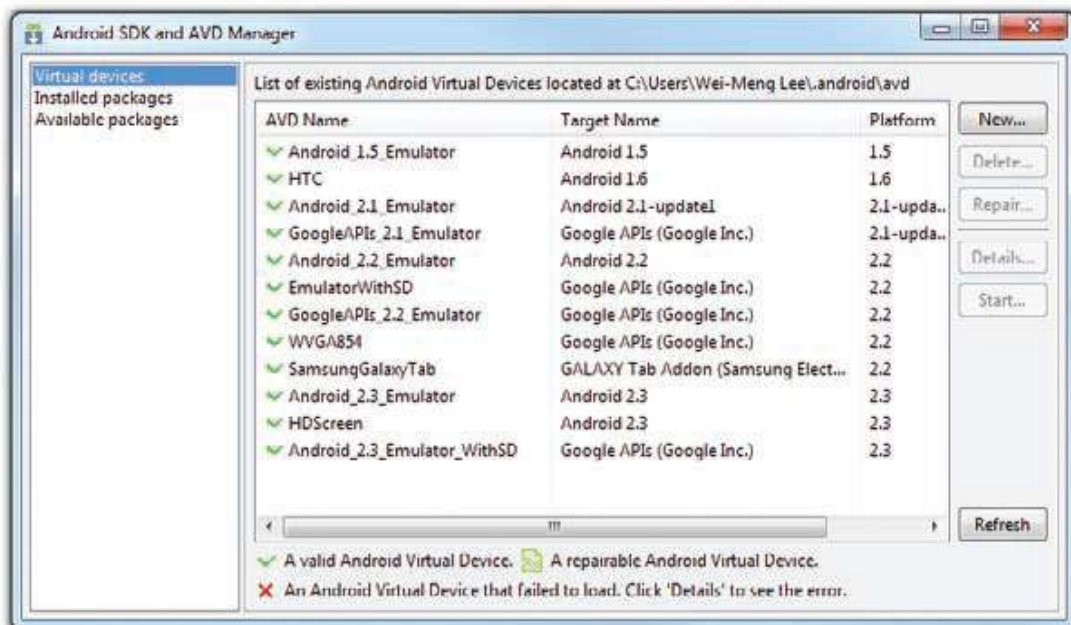 Android SDK and AVD Manager
Virtual devices
Installed packages
Available packages
List of existing Android Virtual Devices located at C:\Users\Wei-Meng Lee\.android\avd
AVD Name Target Name Platform
Android_1.5_Emulator Android 1.5 1.5
HTC Android 1.6 1.6
Android_2.1_Emulator Android 2.1-update1 2.1-upda...
GoogleAPIs_2.1_Emulator Google APIs (Google Inc.) 2.1-upda...
Android_2.2_Emulator Android 2.2 2.2
EmulatorWithSD Google APIs (Google Inc.) 2.2
GoogleAPIs_2.2_Emulator Google APIs (Google Inc.) 2.2
WVGA854 Google APIs (Google Inc.) 2.2
SamsungGalaxyTab GALAXY Tab Addon (Samsung Elect... 2.2
Android_2.3_Emulator Android 2.3 2.3
HDScreen Android 2.3 2.3
Android_2.3_Emulator_WithSD Google APIs (Google Inc.) 2.3
New...
Delete...
Repair...
Details...
Start...
Refresh
A valid Android Virtual Device. A repairable Android Virtual Device.
An Android Virtual Device that failed to load. Click 'Details' to see the error.